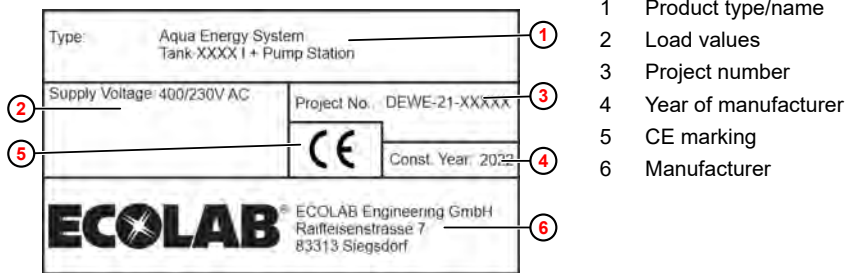 Type: Aqua Energy System
Tank XXXX l + Pump Station
1
Supply Voltage: 400/230V AC
2
Project No.: DEWE-21-XXXXX
3
5
CE
Const. Year: 2022
4
ECOLAB®
ECOLAB Engineering GmbH
Raiffeisenstrasse 7
83313 Siegsdorf
6
1 Product type/name
2 Load values
3 Project number
4 Year of manufacturer
5 CE marking
6 Manufacturer